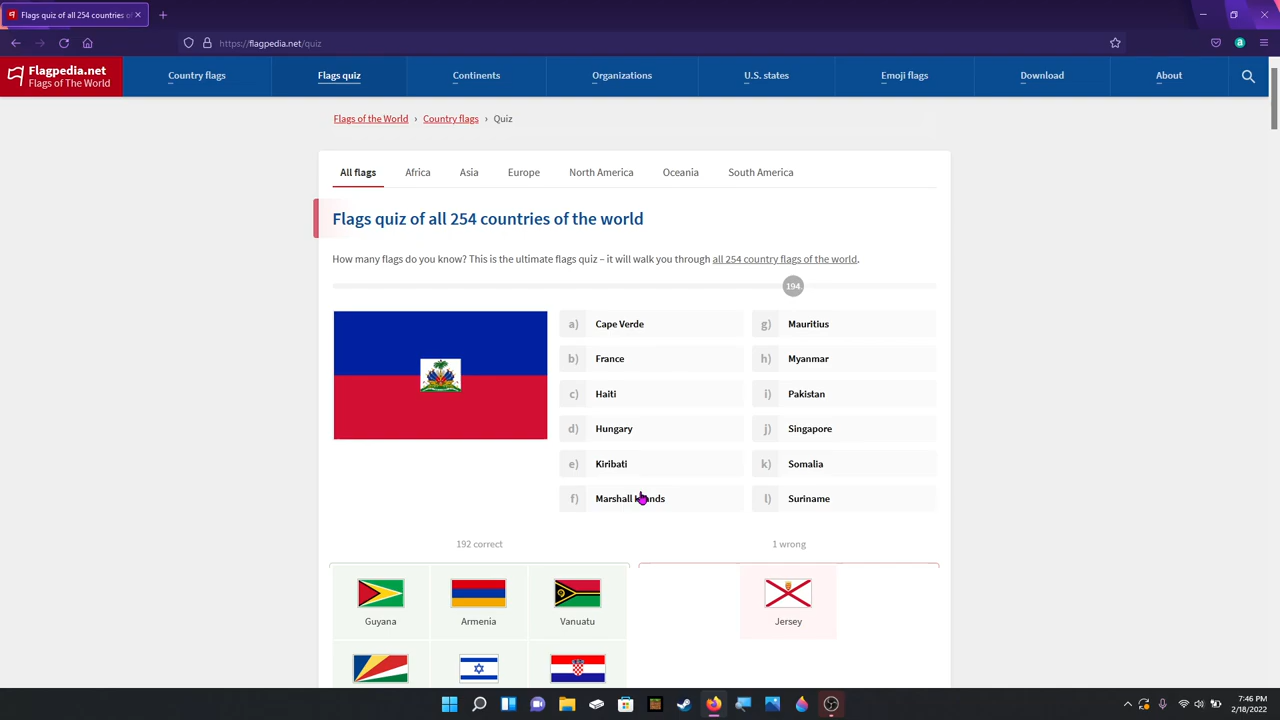 Flags quiz of all 254 countries o
https://flagpedia.net/quiz
Flagpedia.net
Flags of The World
Country flags
Flags quiz
Continents
Organizations
U.S. states
Emoji flags
Download
About
Flags of the World › Country flags › Quiz
All flags
Africa
Asia
Europe
North America
Oceania
South America
Flags quiz of all 254 countries of the world
How many flags do you know? This is the ultimate flags quiz – it will walk you through all 254 country flags of the world.
194.
a) Cape Verde
b) France
c) Haiti
d) Hungary
e) Kiribati
f) Marshall Islands
g) Mauritius
h) Myanmar
i) Pakistan
j) Singapore
k) Somalia
l) Suriname
192 correct
1 wrong
Guyana
Armenia
Vanuatu
Jersey
7:46 PM
2/18/2022